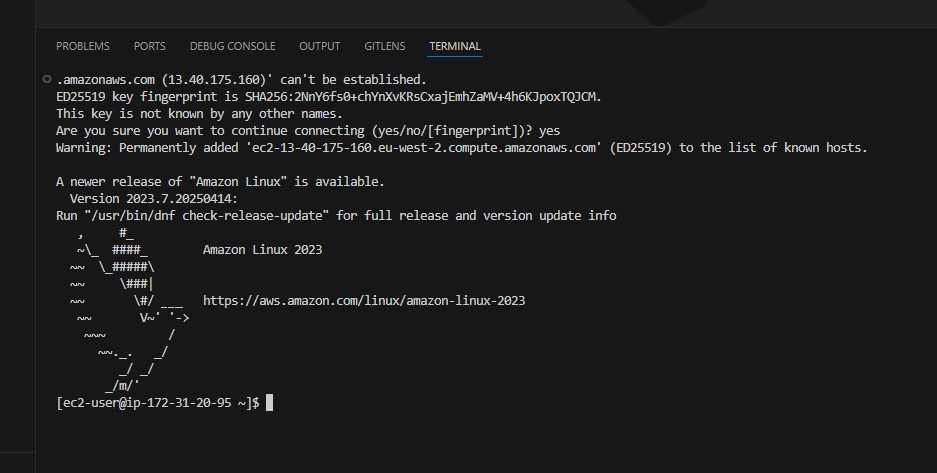 PROBLEMS PORTS DEBUG CONSOLE OUTPUT GITLENS TERMINAL
.amazonaws.com (13.40.175.160)' can't be established.
ED25519 key fingerprint is SHA256:2NnY6fs0+chYnXvKRsCxajEmhZaMV+4h6KJpoxTQJCM.
This key is not known by any other names.
Are you sure you want to continue connecting (yes/no/[fingerprint])? yes
Warning: Permanently added 'ec2-13-40-175-160.eu-west-2.compute.amazonaws.com' (ED25519) to the list of known hosts.

A newer release of "Amazon Linux" is available.
  Version 2023.7.20250414:
Run "/usr/bin/dnf check-release-update" for full release and version update info
   ,     #_
   ~\_  ####_        Amazon Linux 2023
  ~~  \_#####\
  ~~     \###|
  ~~       \#/ ___   https://aws.amazon.com/linux/amazon-linux-2023
   ~~       V~' '->
    ~~~         /
      ~~._.   _/
         _/ _/
       _/m/'
[ec2-user@ip-172-31-20-95 ~]$